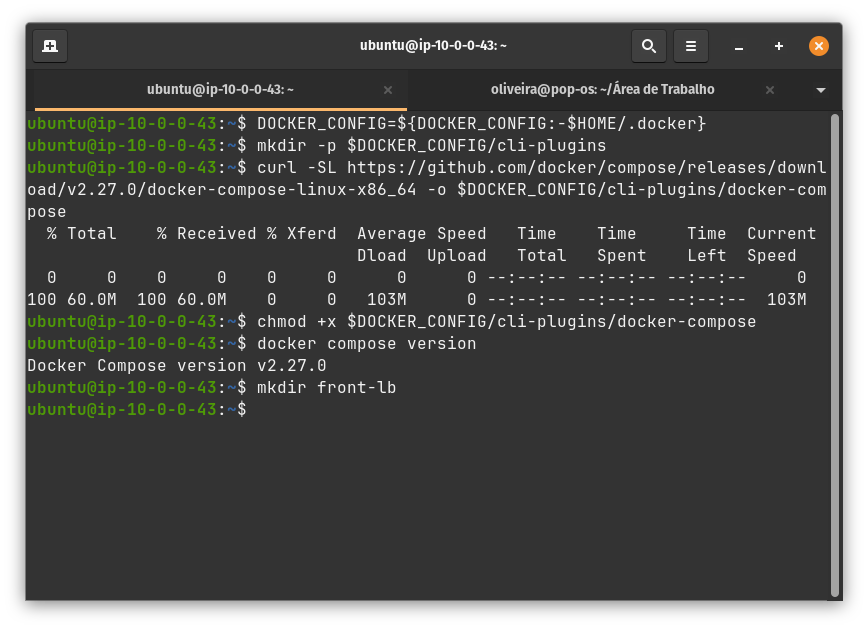 ubuntu@ip-10-0-0-43: ~
ubuntu@ip-10-0-0-43: ~
oliveira@pop-os: ~/Área de Trabalho
ubuntu@ip-10-0-0-43:~$ DOCKER_CONFIG=${DOCKER_CONFIG:-$HOME/.docker}
ubuntu@ip-10-0-0-43:~$ mkdir -p $DOCKER_CONFIG/cli-plugins
ubuntu@ip-10-0-0-43:~$ curl -SL https://github.com/docker/compose/releases/downl
oad/v2.27.0/docker-compose-linux-x86_64 -o $DOCKER_CONFIG/cli-plugins/docker-com
pose
  % Total    % Received % Xferd  Average Speed   Time    Time     Time  Current
                                 Dload  Upload   Total   Spent    Left  Speed
  0     0    0     0    0     0      0      0 --:--:-- --:--:-- --:--:--     0
100 60.0M  100 60.0M    0     0   103M      0 --:--:-- --:--:-- --:--:--  103M
ubuntu@ip-10-0-0-43:~$ chmod +x $DOCKER_CONFIG/cli-plugins/docker-compose
ubuntu@ip-10-0-0-43:~$ docker compose version
Docker Compose version v2.27.0
ubuntu@ip-10-0-0-43:~$ mkdir front-lb
ubuntu@ip-10-0-0-43:~$